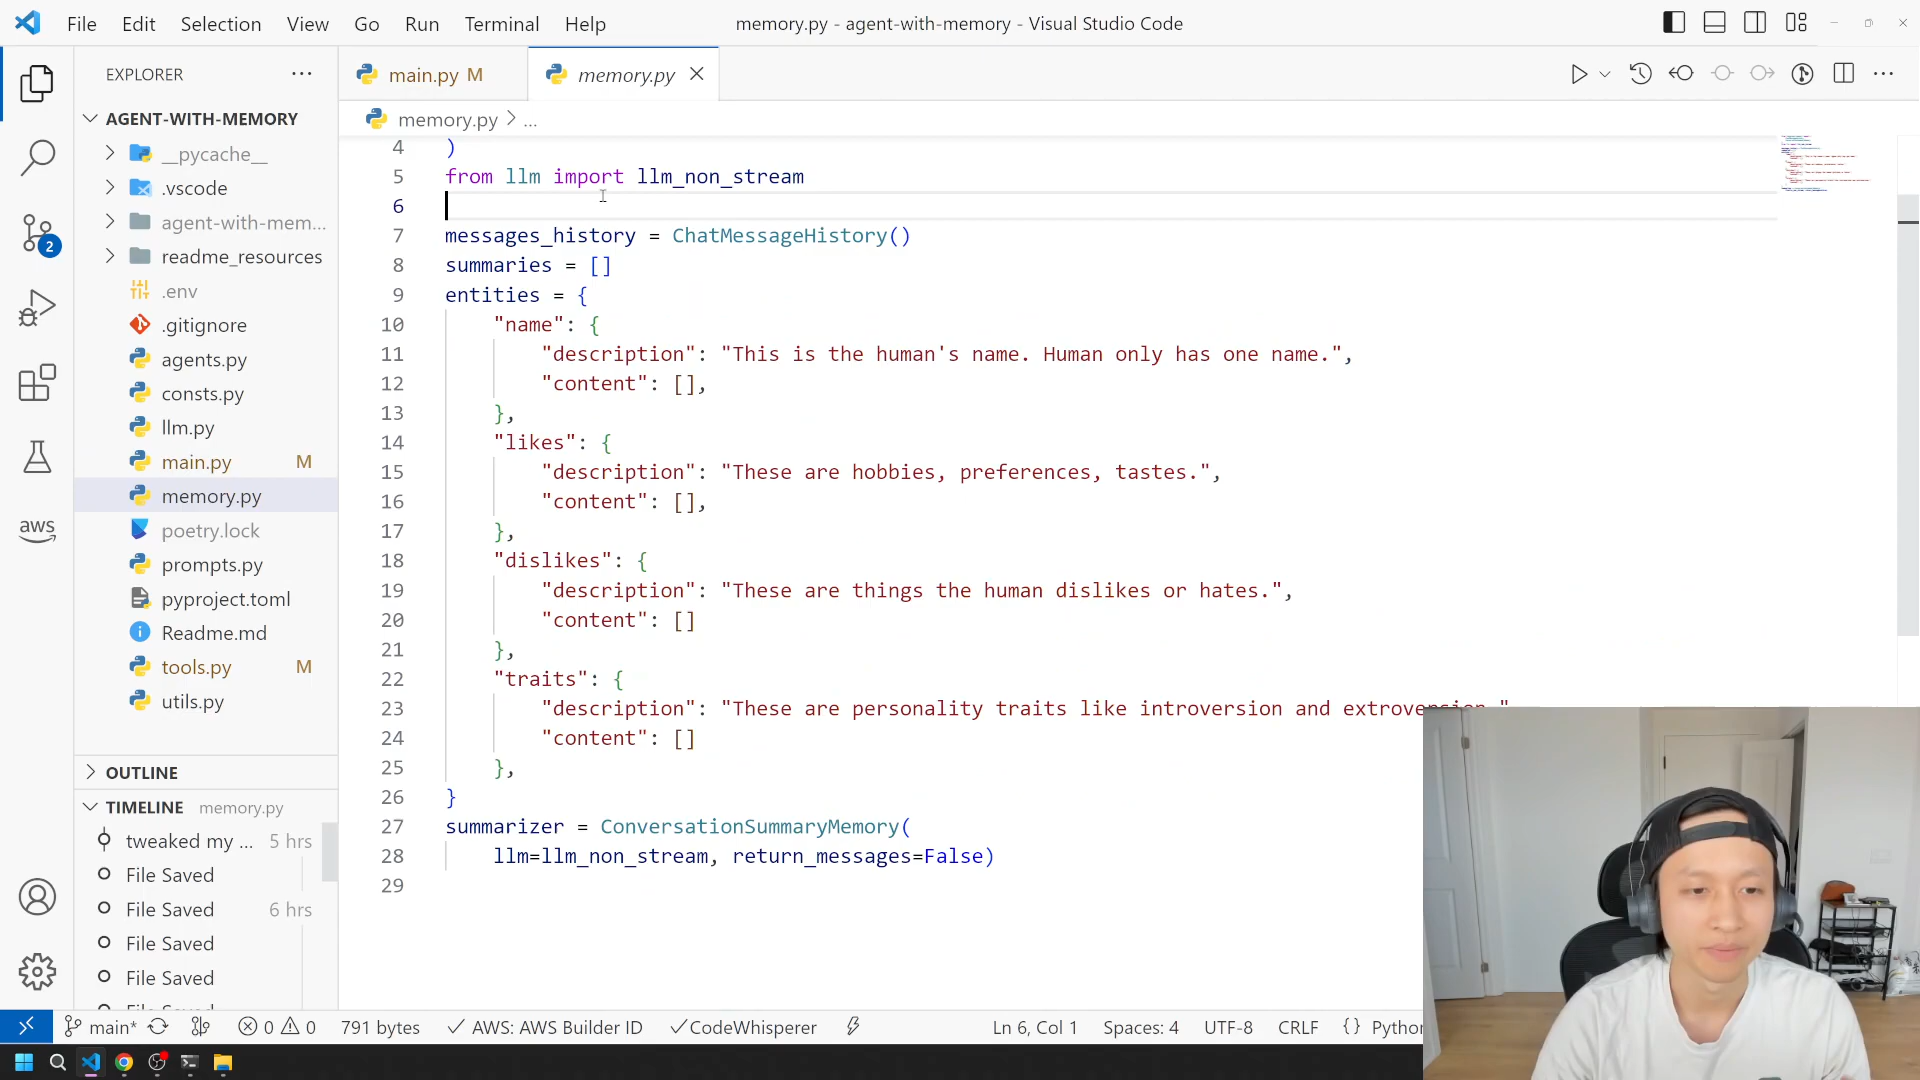 File Edit Selection View Go Run Terminal Help
memory.py - agent-with-memory - Visual Studio Code
EXPLORER
main.py M
memory.py
AGENT-WITH-MEMORY
__pycache__
.vscode
agent-with-mem...
readme_resources
.env
.gitignore
agents.py
consts.py
llm.py
main.py M
memory.py
poetry.lock
prompts.py
pyproject.toml
Readme.md
tools.py M
utils.py
OUTLINE
TIMELINE memory.py
tweaked my ... 5 hrs
File Saved
File Saved 6 hrs
File Saved
File Saved
2
aws
memory.py > ...
4 )
5 from llm import llm_non_stream
6
7 messages_history = ChatMessageHistory()
8 summaries = []
9 entities = {
10 "name": {
11 "description": "This is the human's name. Human only has one name.",
12 "content": [],
13 },
14 "likes": {
15 "description": "These are hobbies, preferences, tastes.",
16 "content": [],
17 },
18 "dislikes": {
19 "description": "These are things the human dislikes or hates.",
20 "content": []
21 },
22 "traits": {
23 "description": "These are personality traits like introversion and extroversion."
24 "content": []
25 },
26 }
27 summarizer = ConversationSummaryMemory(
28 llm=llm_non_stream, return_messages=False)
29
main* 0 0 791 bytes AWS: AWS Builder ID CodeWhisperer Ln 6, Col 1 Spaces: 4 UTF-8 CRLF {} Python